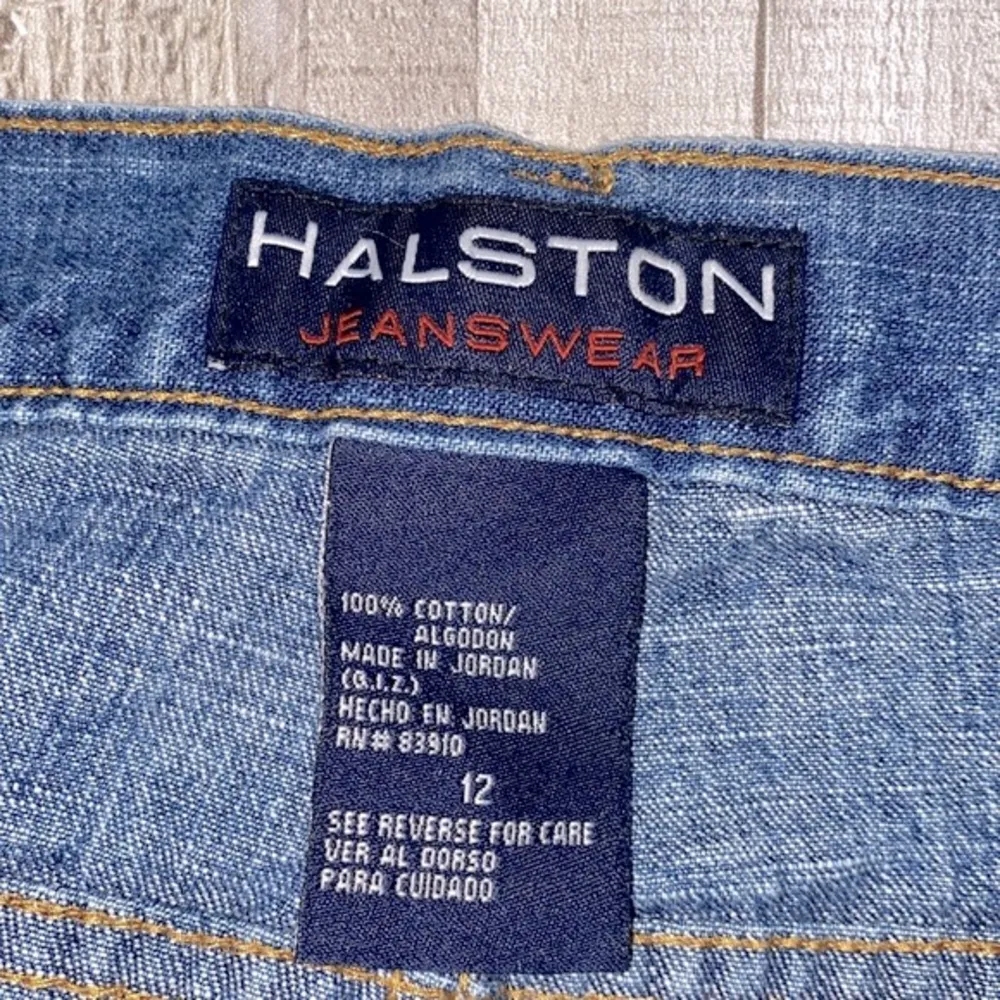 HALSTON
JEANSWEAR
100% COTTON/
ALGODON
MADE IN JORDAN
(Q.I.Z.)
HECHO EN JORDAN
RN# 83910
12
SEE REVERSE FOR CARE
VER AL DORSO
PARA CUIDADO